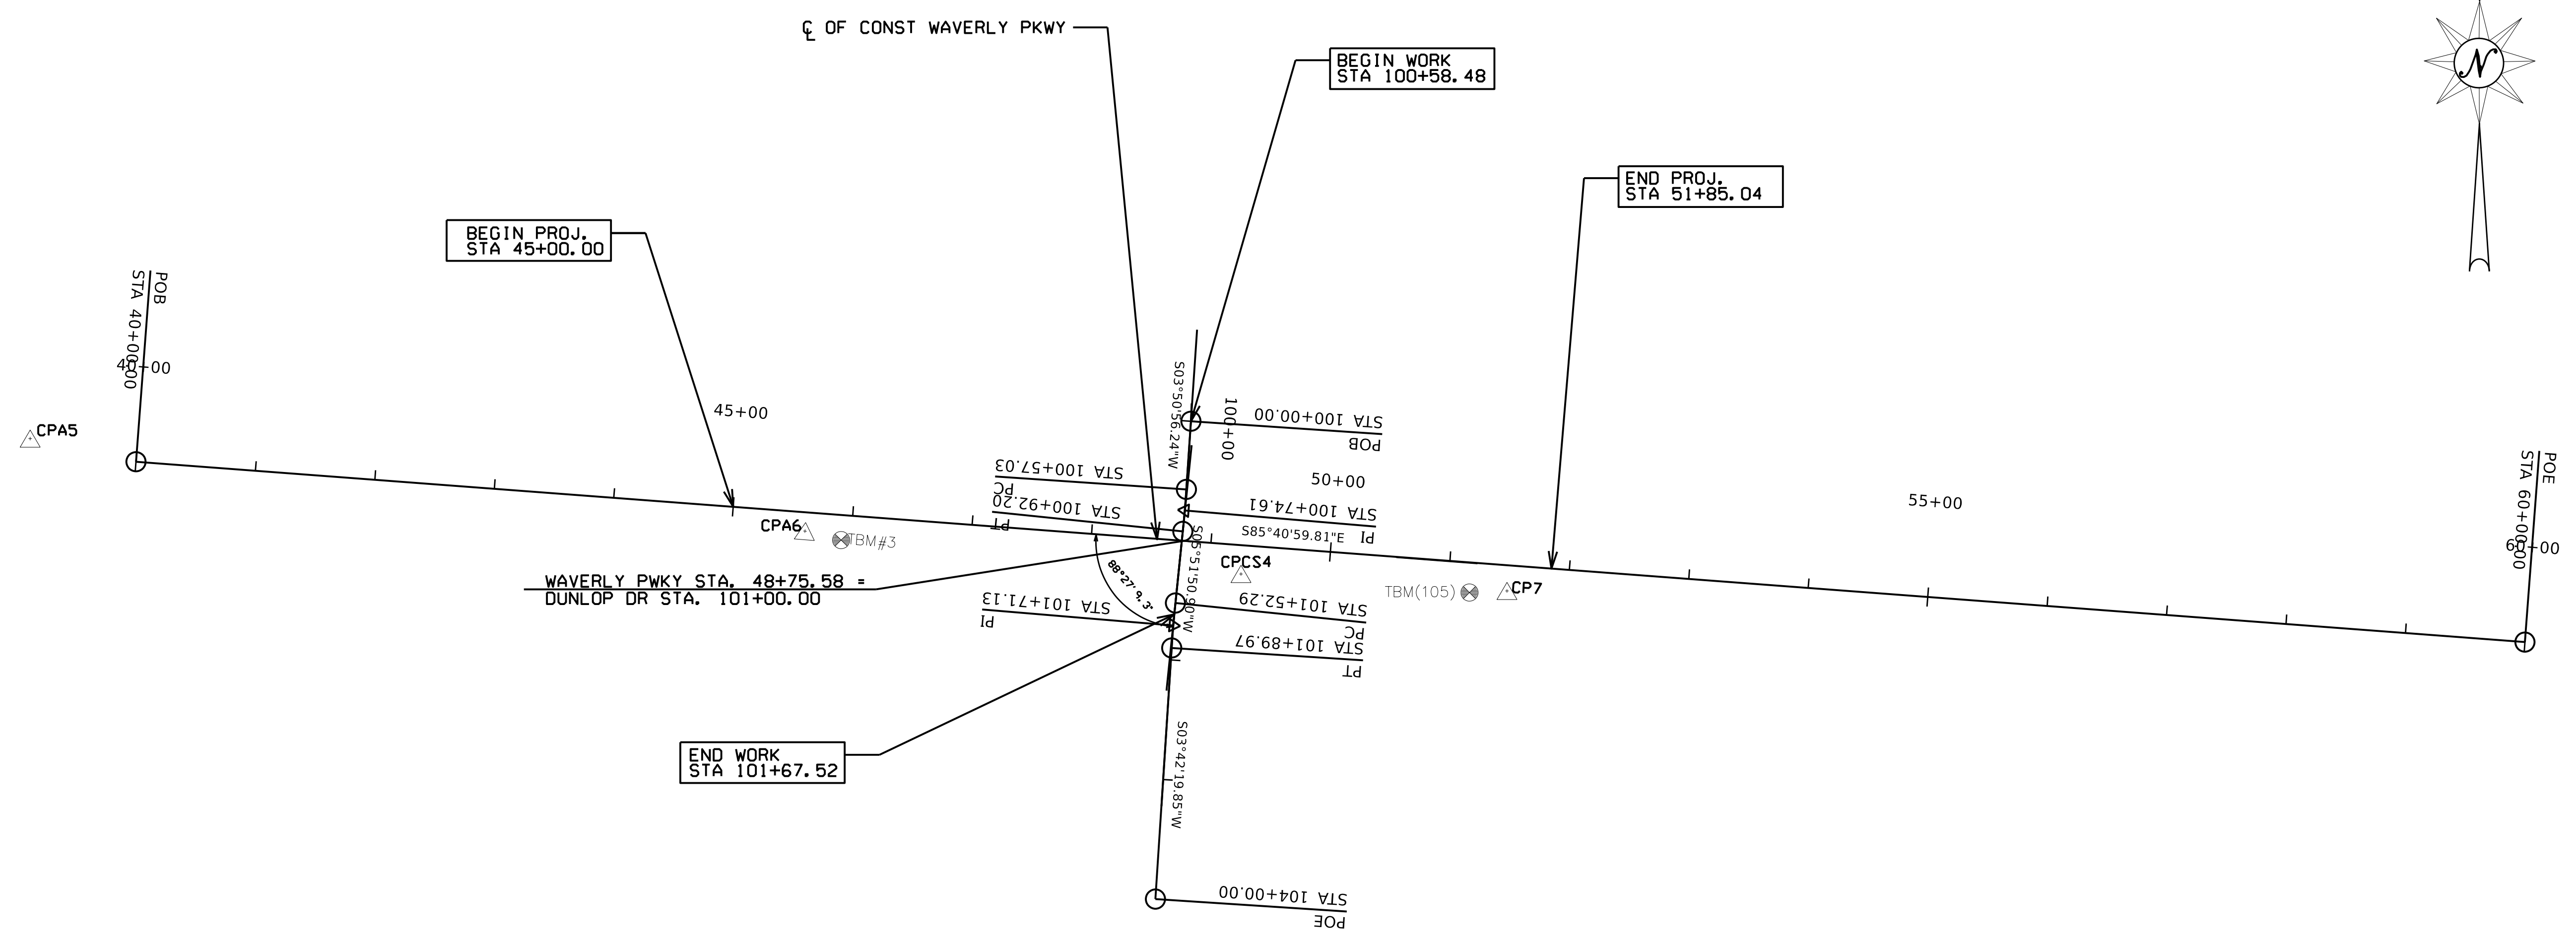 ℄ OF CONST WAVERLY PKWY
BEGIN WORK
STA 100+58.48
N
END PROJ.
STA 51+85.04
BEGIN PROJ.
STA 45+00.00
POB
STA 40+00.00
40+00
CPA5
45+00
S03°50'56.24"W
100+00
STA 100+00.00
POB
STA 100+57.03
PC
STA 100+92.20
PT
05+00
STA 100+74.61
PI
S85°40'59.81"E
55+00
POE
STA 60+00.00
60+00
CPA6
TBM#3
CPCS4
TBM(105)
CP7
WAVERLY PWKY STA. 48+75.58 =
DUNLOP DR STA. 101+00.00
88°27'9.3"
S05°51'50.90"W
STA 101+71.13
PI
STA 101+52.29
PC
STA 101+89.97
PT
END WORK
STA 101+67.52
S03°42'19.85"W
STA 104+00.00
POE